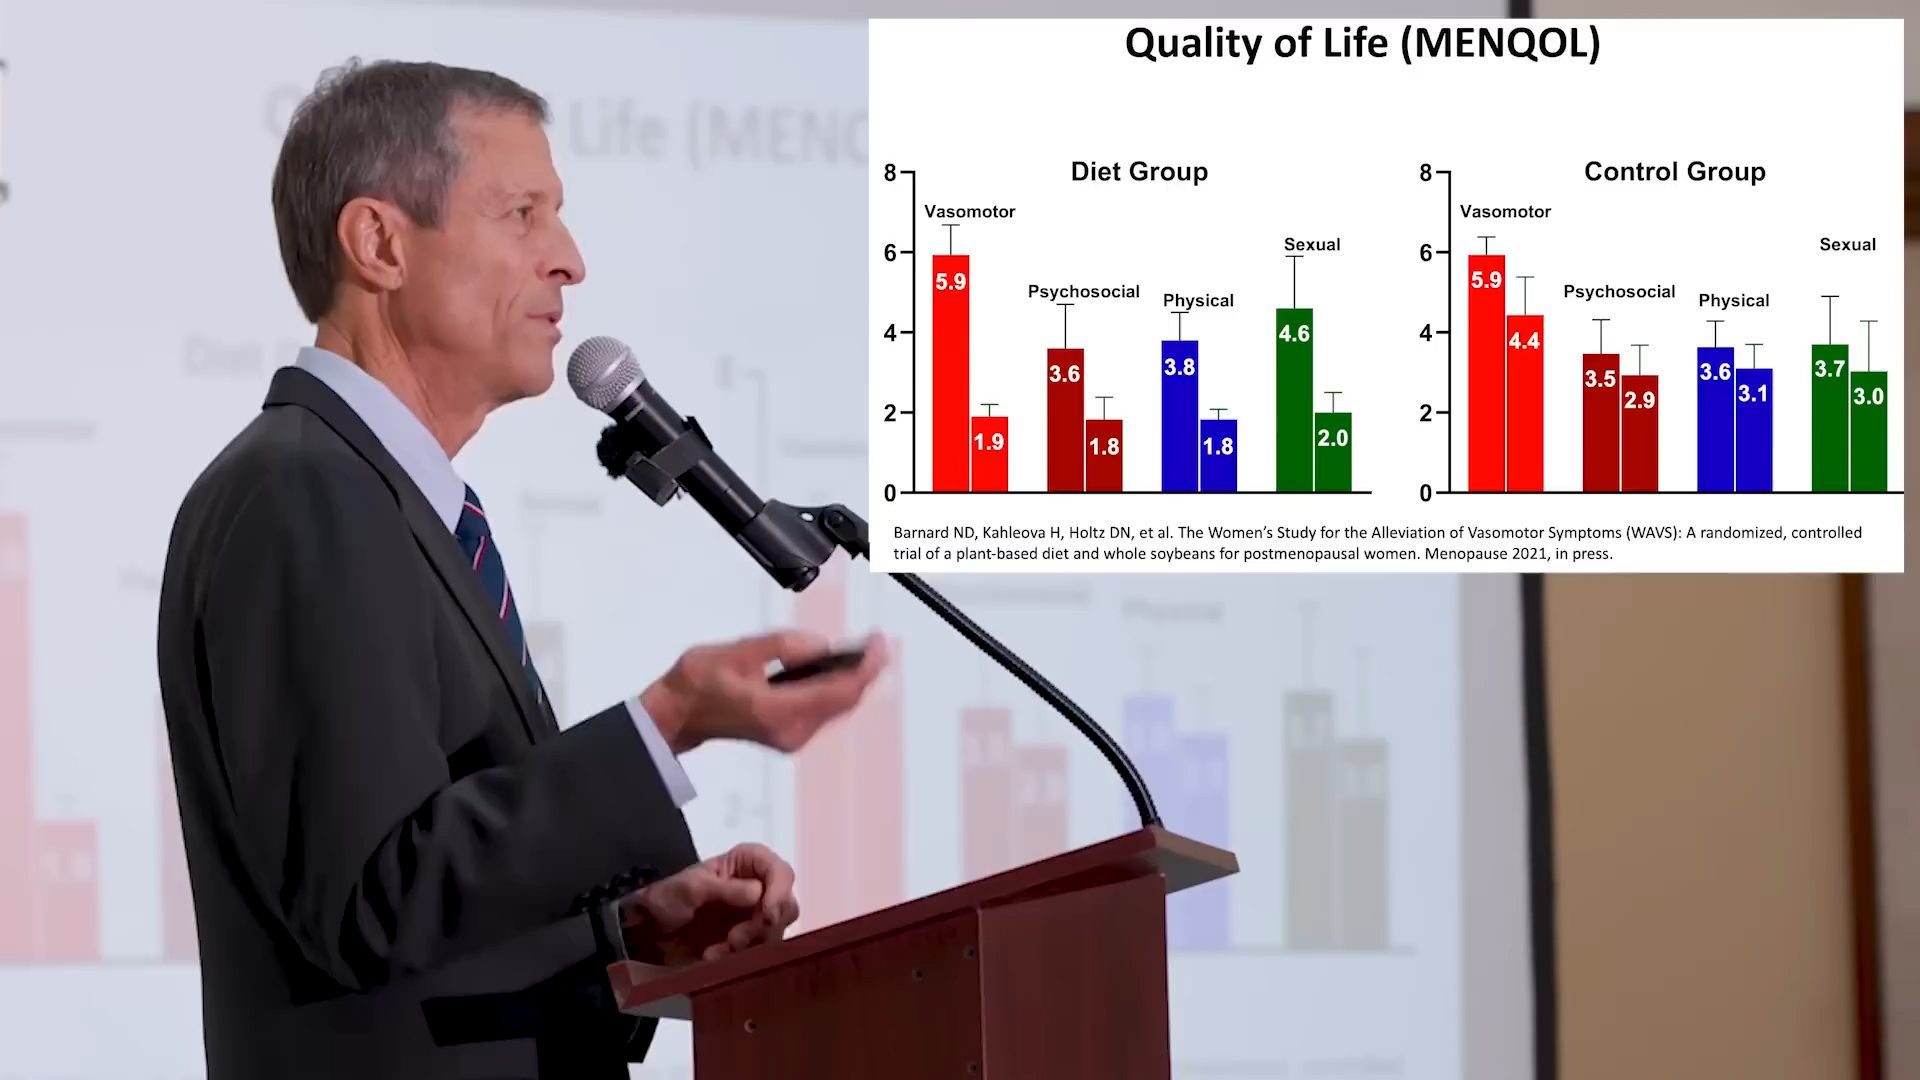 Quality of Life (MENQOL)
Diet Group
8
6
4
2
0
Vasomotor
5.9
1.9
Psychosocial
3.6
1.8
Physical
3.8
1.8
Sexual
4.6
2.0
Control Group
8
6
4
2
0
Vasomotor
5.9
4.4
Psychosocial
3.5
2.9
Physical
3.6
3.1
Sexual
3.7
3.0
Barnard ND, Kahleova H, Holtz DN, et al. The Women’s Study for the Alleviation of Vasomotor Symptoms (WAVS): A randomized, controlled
trial of a plant-based diet and whole soybeans for postmenopausal women. Menopause 2021, in press.
Life (MENQ
Diet